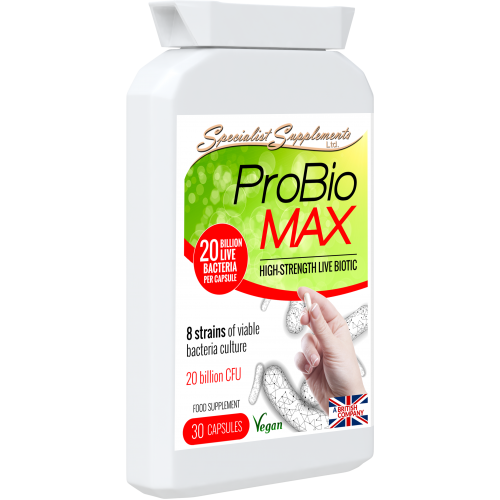 Specialist Supplements
Ltd.
ProBio
MAX
HIGH-STRENGTH LIVE BIOTIC
20 BILLION
LIVE
BACTERIA
PER CAPSULE
8 strains of viable
bacteria culture
20 billion CFU
FOOD SUPPLEMENT
30 CAPSULES
Vegan
A BRITISH
COMPANY